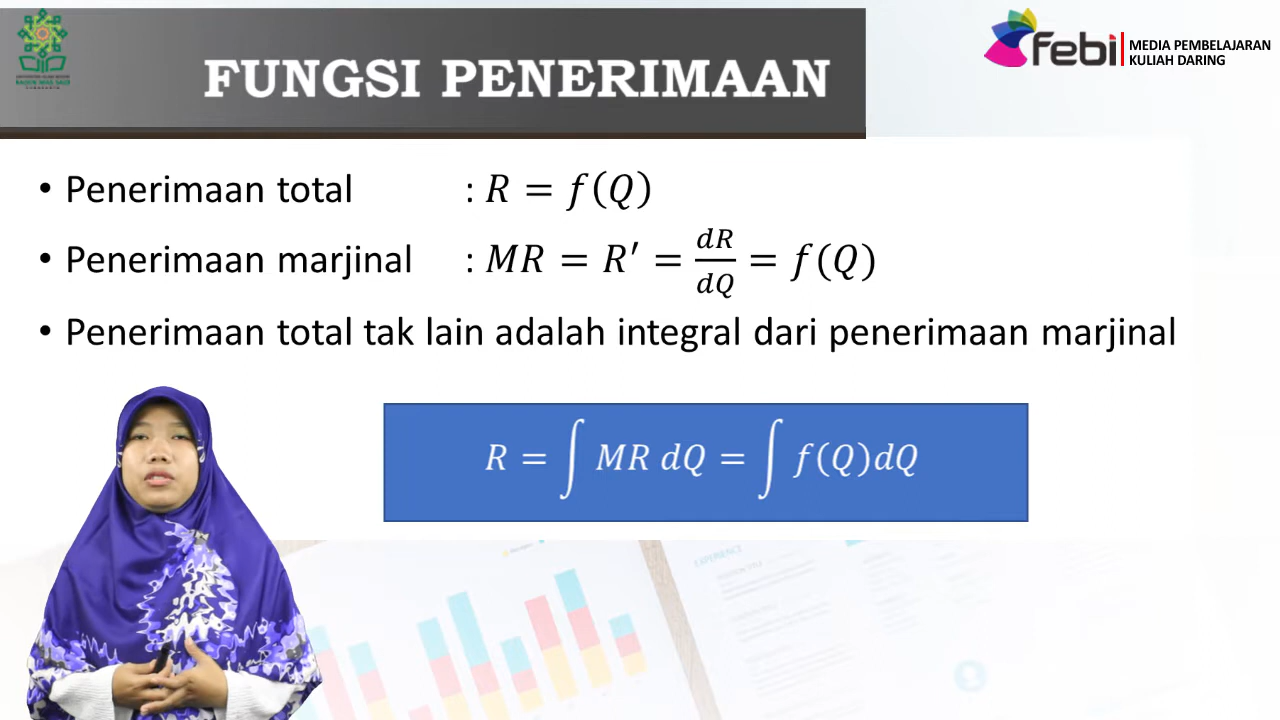 FUNGSI PENERIMAAN
febi
MEDIA PEMBELAJARAN
KULIAH DARING
• Penerimaan total : R = f(Q)
• Penerimaan marjinal : MR = R′ = dR/dQ = f(Q)
• Penerimaan total tak lain adalah integral dari penerimaan marjinal
R = ∫ MR dQ = ∫ f(Q)dQ
EXPERIENCE